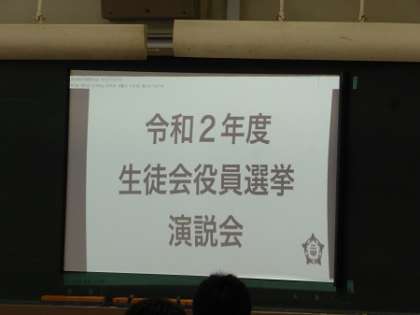 令和２年度
生徒会役員選挙
演説会